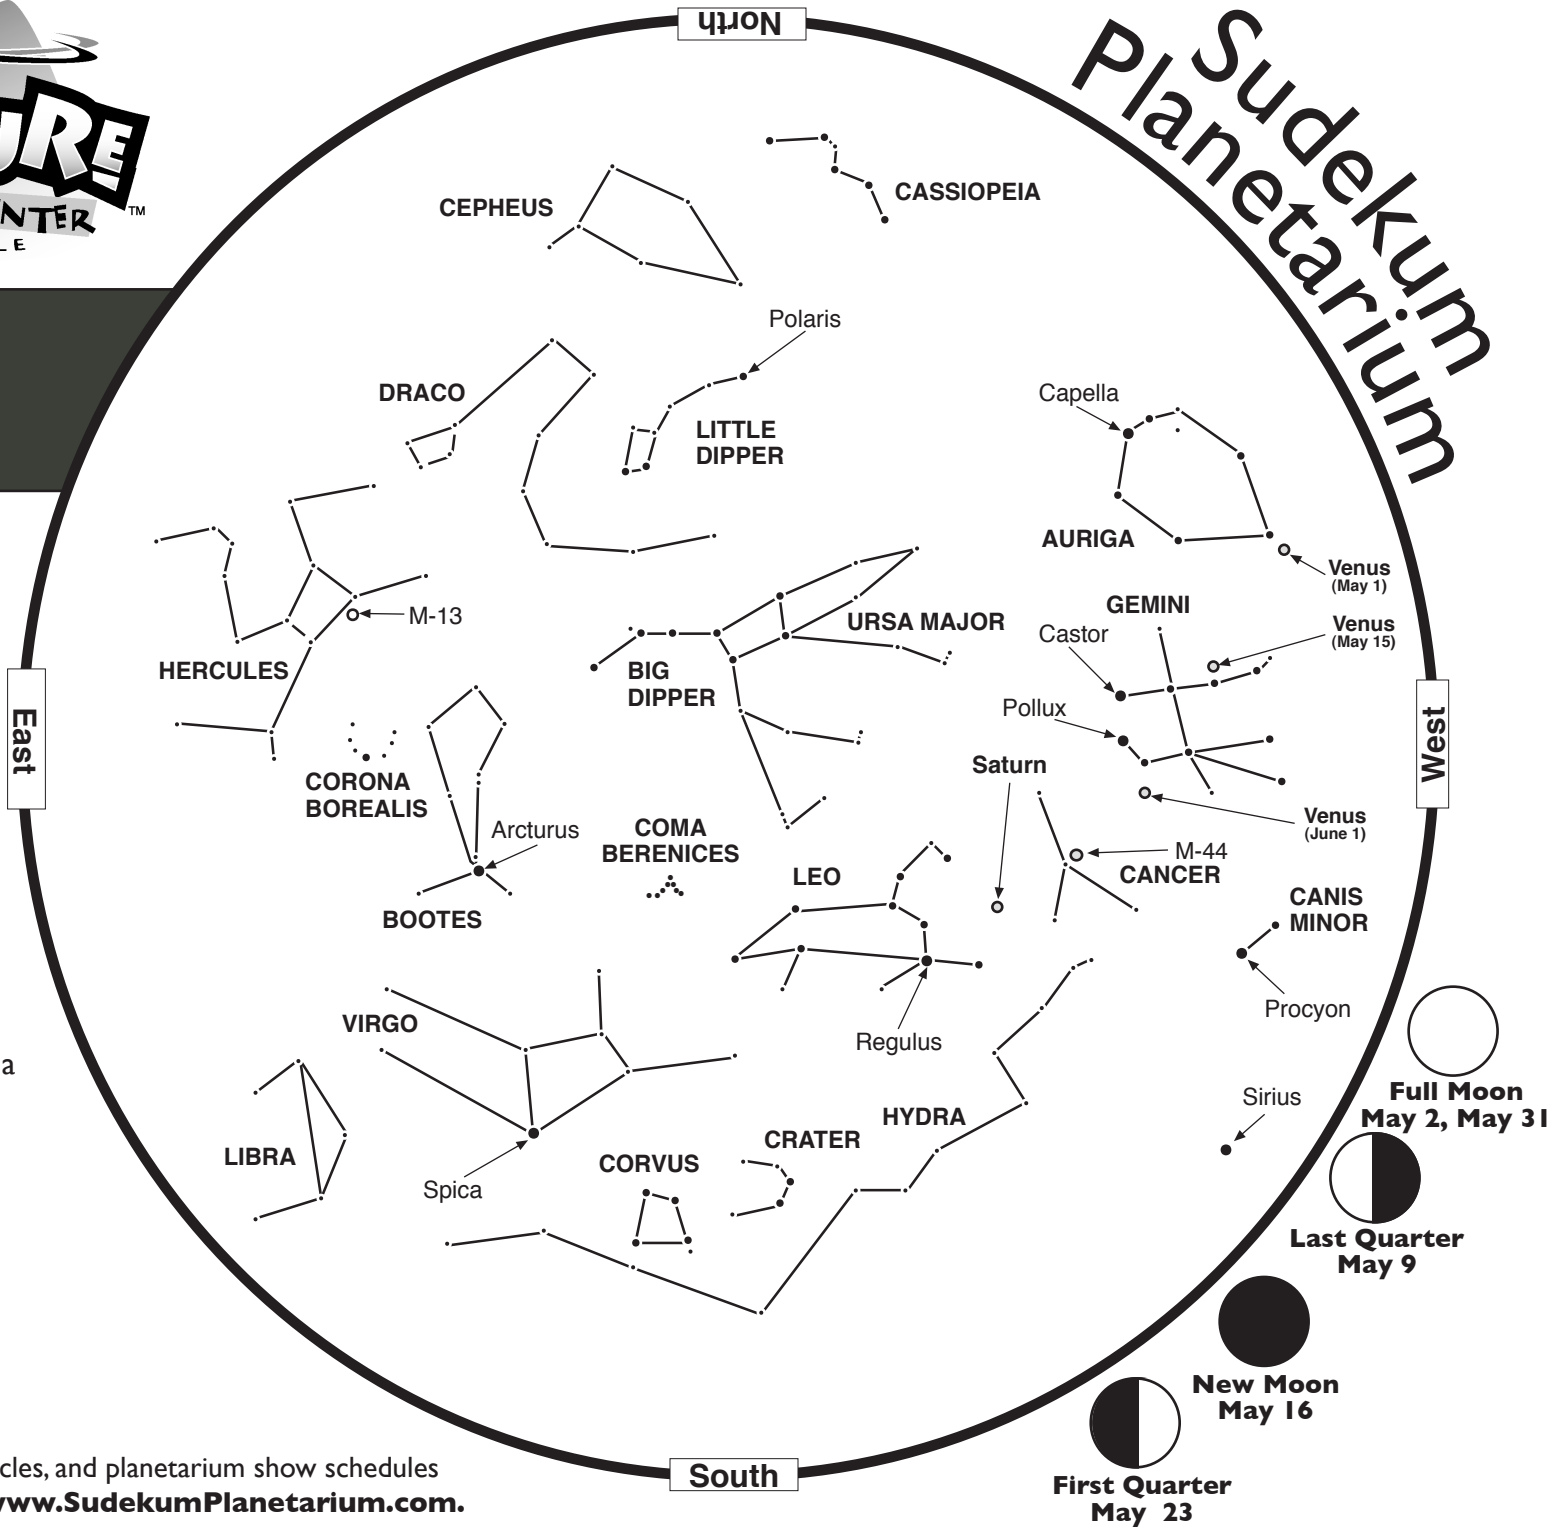 North
Sudekum
Planetarium
URE
NTER
TM
LE
CASSIOPEIA
CEPHEUS
Polaris
DRACO
LITTLE
DIPPER
Capella
AURIGA
Venus
(May 1)
GEMINI
Venus
(May 15)
Castor
M-13
URSA MAJOR
HERCULES
BIG
DIPPER
Pollux
East
West
Saturn
CORONA
BOREALIS
Arcturus
COMA
BERENICES
Venus
(June 1)
M-44
CANCER
LEO
BOOTES
CANIS
MINOR
Procyon
VIRGO
Regulus
a
Full Moon
May 2, May 31
Sirius
HYDRA
CRATER
LIBRA
CORVUS
Spica
Last Quarter
May 9
New Moon
May 16
First Quarter
May 23
South
cles, and planetarium show schedules
www.SudekumPlanetarium.com.